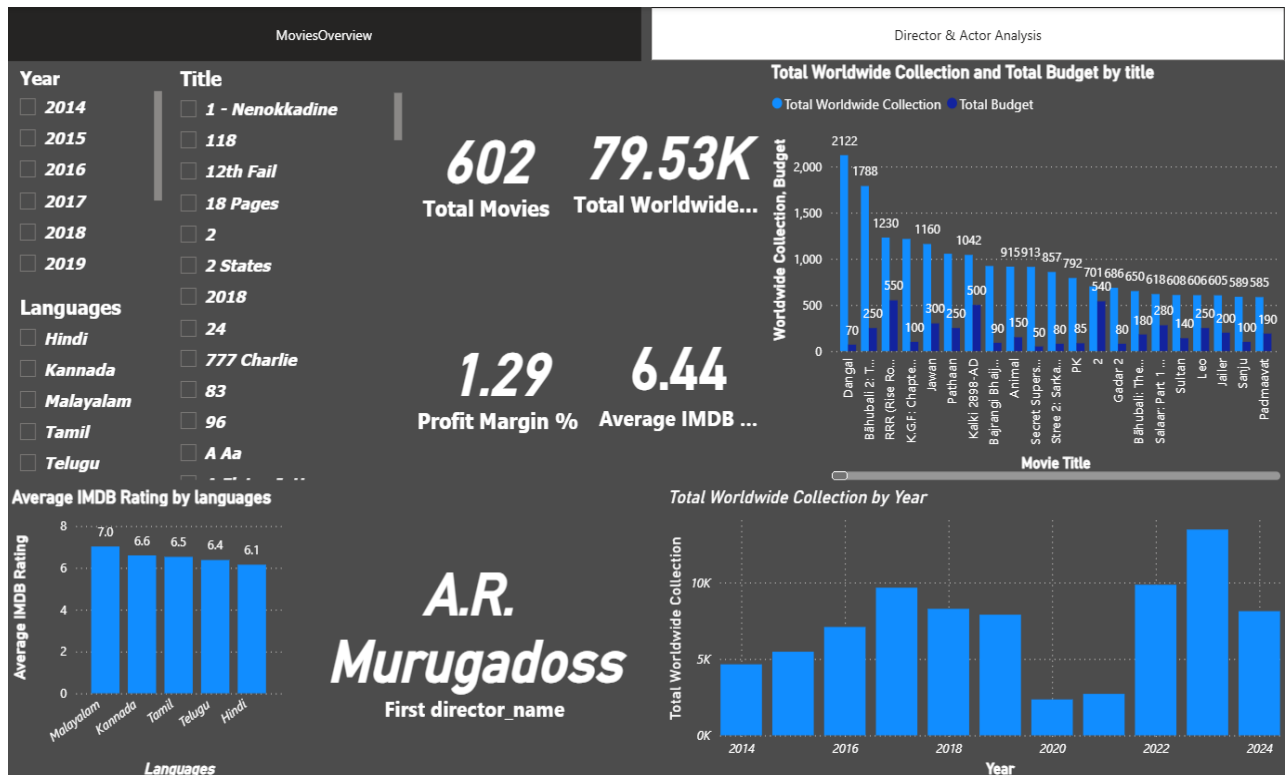 MoviesOverview
Director & Actor Analysis
Year
2014
2015
2016
2017
2018
2019
Languages
Hindi
Kannada
Malayalam
Tamil
Telugu
Title
1 - Nenokkadine
118
12th Fail
18 Pages
2
2 States
2018
24
777 Charlie
83
96
A Aa
602
Total Movies
79.53K
Total Worldwide...
1.29
Profit Margin %
6.44
Average IMDB ...
Total Worldwide Collection and Total Budget by title
Total Worldwide Collection
Total Budget
Worldwide Collection, Budget
2,000
1,500
1,000
500
0
2122
1788
1230
1160
1042
915
913
857
792
701
686
650
618
608
606
605
589
585
70
250
550
100
300
250
500
90
150
50
80
85
540
80
180
280
140
250
200
100
190
Dangal
Bãhubali 2: T...
RRR (Rise Ro...
K.G.F: Chapte...
Jawan
Pathaan
Kalki 2898-AD
Bajrangi Bhaij...
Animal
Secret Supers...
Stree 2: Sarka...
PK
2
Gadar 2
Bãhubali: The...
Salaar: Part 1 ...
Sultan
Leo
Jailer
Sanju
Padmaavat
Movie Title
Average IMDB Rating by languages
Average IMDB Rating
8
6
4
2
0
7.0
6.6
6.5
6.4
6.1
Malayalam
Kannada
Tamil
Telugu
Hindi
Languages
A.R.
Murugadoss
First director_name
Total Worldwide Collection by Year
Total Worldwide Collection
10K
5K
0K
2014
2016
2018
2020
2022
2024
Year